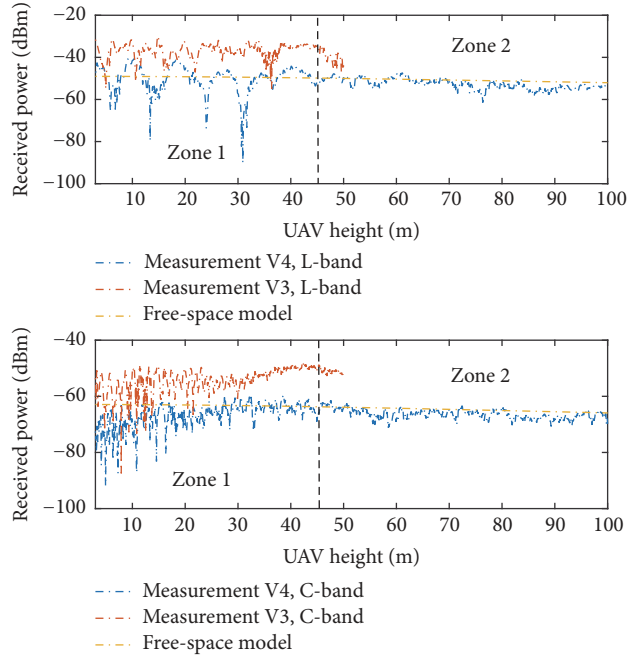 −20
−40
−60
−80
−100
Received power (dBm)
Zone 2
Zone 1
10 20 30 40 50 60 70 80 90 100
UAV height (m)
Measurement V4, L-band
Measurement V3, L-band
Free-space model
−40
−60
−80
−100
Received power (dBm)
Zone 2
Zone 1
10 20 30 40 50 60 70 80 90 100
UAV height (m)
Measurement V4, C-band
Measurement V3, C-band
Free-space model